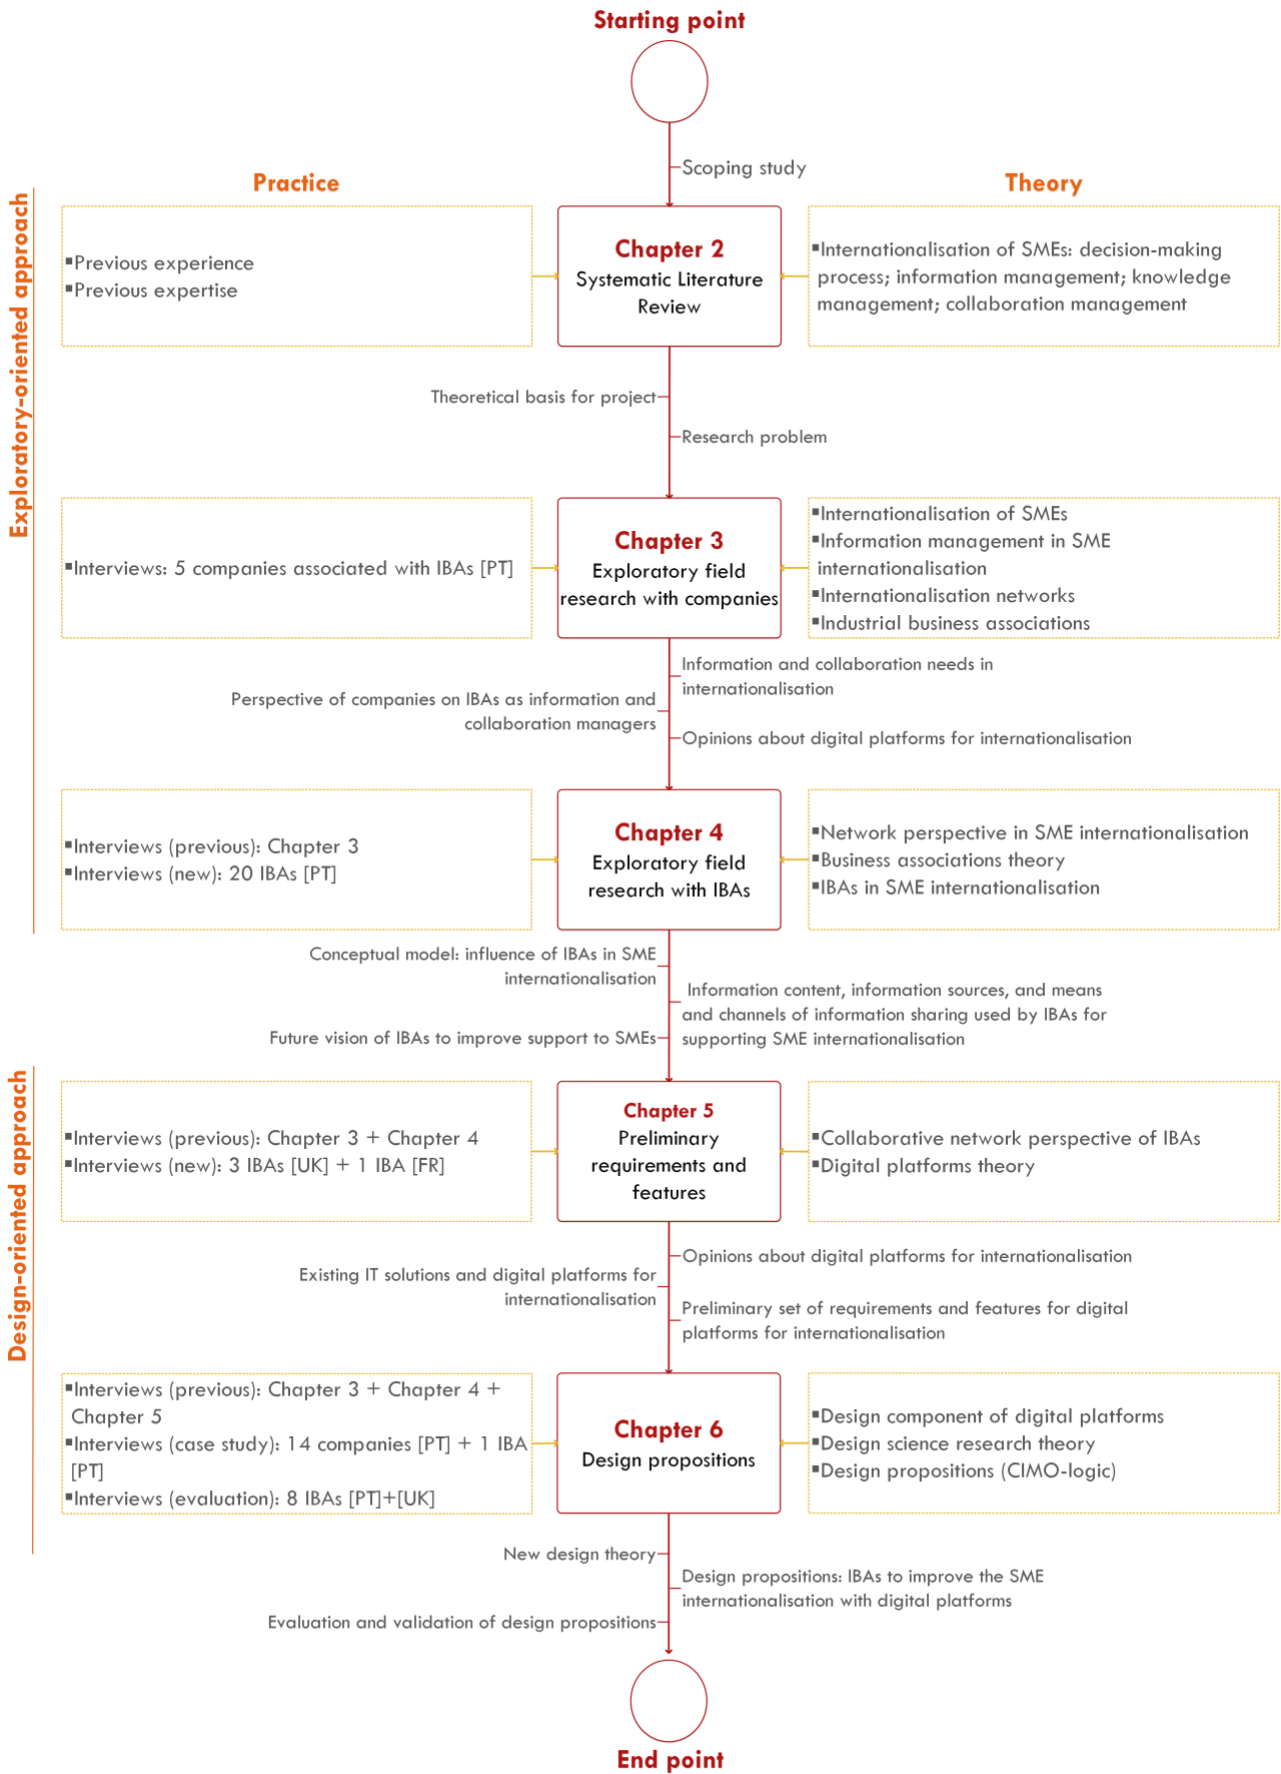 Starting point
Scoping study
Practice
Theory
Exploratory-oriented approach
▪Previous experience
▪Previous expertise
Chapter 2
Systematic Literature
Review
▪Internationalisation of SMEs: decision-making
process; information management; knowledge
management; collaboration management
Theoretical basis for project
Research problem
▪Interviews: 5 companies associated with IBAs [PT]
Chapter 3
Exploratory field
research with companies
▪Internationalisation of SMEs
▪Information management in SME
internationalisation
▪Internationalisation networks
▪Industrial business associations
Information and collaboration needs in
internationalisation
Perspective of companies on IBAs as information and
collaboration managers
Opinions about digital platforms for internationalisation
▪Interviews (previous): Chapter 3
▪Interviews (new): 20 IBAs [PT]
Chapter 4
Exploratory field
research with IBAs
▪Network perspective in SME internationalisation
▪Business associations theory
▪IBAs in SME internationalisation
Conceptual model: influence of IBAs in SME
internationalisation
Information content, information sources, and means
and channels of information sharing used by IBAs for
supporting SME internationalisation
Future vision of IBAs to improve support to SMEs
Design-oriented approach
▪Interviews (previous): Chapter 3 + Chapter 4
▪Interviews (new): 3 IBAs [UK] + 1 IBA [FR]
Chapter 5
Preliminary
requirements and
features
▪Collaborative network perspective of IBAs
▪Digital platforms theory
Opinions about digital platforms for internationalisation
Existing IT solutions and digital platforms for
internationalisation
Preliminary set of requirements and features for digital
platforms for internationalisation
▪Interviews (previous): Chapter 3 + Chapter 4 +
Chapter 5
▪Interviews (case study): 14 companies [PT] + 1 IBA
[PT]
▪Interviews (evaluation): 8 IBAs [PT]+[UK]
Chapter 6
Design propositions
▪Design component of digital platforms
▪Design science research theory
▪Design propositions (CIMO-logic)
New design theory
Design propositions: IBAs to improve the SME
internationalisation with digital platforms
Evaluation and validation of design propositions
End point